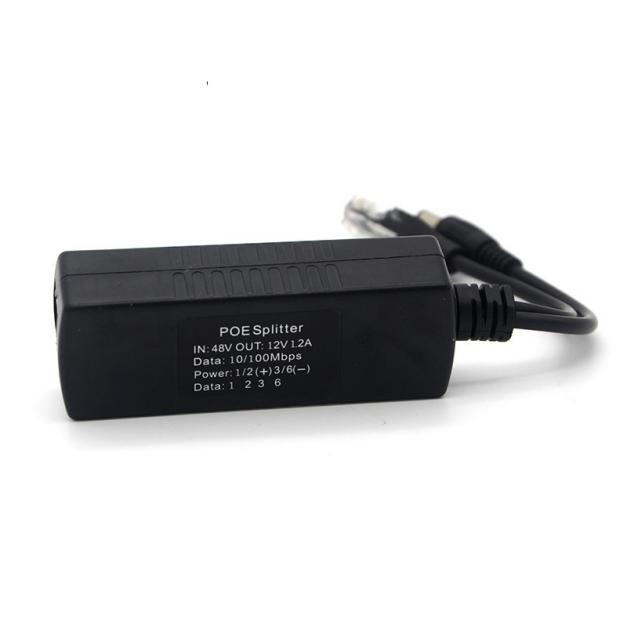 POE Splitter
IN: 48V OUT: 12V 1.2A
Data: 10/100Mbps
Power: 1/2(+)3/6(−)
Data: 1 2 3 6